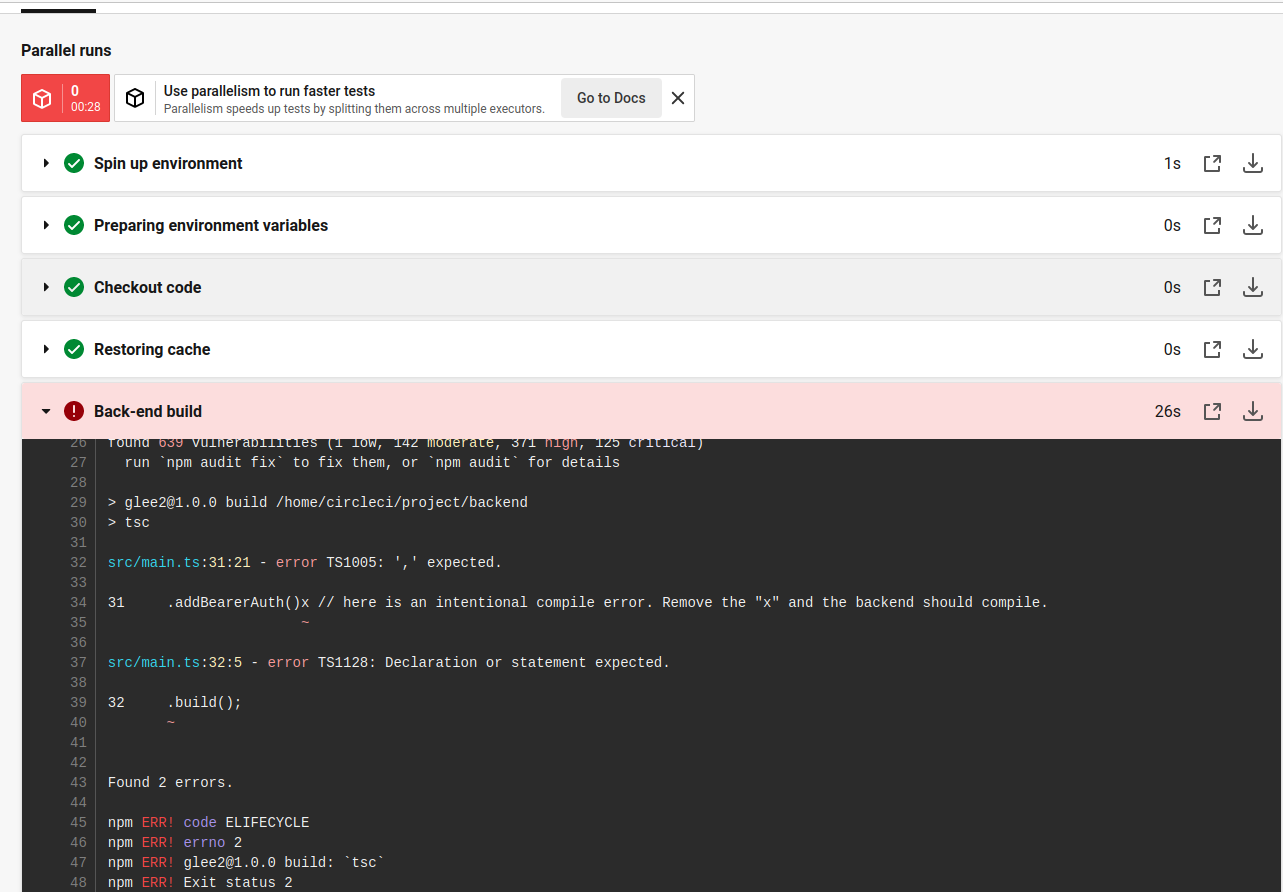 Parallel runs
0
00:28
Use parallelism to run faster tests
Parallelism speeds up tests by splitting them across multiple executors.
Go to Docs
Spin up environment 1s
Preparing environment variables 0s
Checkout code 0s
Restoring cache 0s
Back-end build 26s
26 found 639 vulnerabilities (1 low, 142 moderate, 371 high, 125 critical)
27 run `npm audit fix` to fix them, or `npm audit` for details
28
29 > glee2@1.0.0 build /home/circleci/project/backend
30 > tsc
31
32 src/main.ts:31:21 - error TS1005: ',' expected.
33
34 31 .addBearerAuth()x // here is an intentional compile error. Remove the "x" and the backend should compile.
35 ~
36
37 src/main.ts:32:5 - error TS1128: Declaration or statement expected.
38
39 32 .build();
40 ~
41
42
43 Found 2 errors.
44
45 npm ERR! code ELIFECYCLE
46 npm ERR! errno 2
47 npm ERR! glee2@1.0.0 build: `tsc`
48 npm ERR! Exit status 2